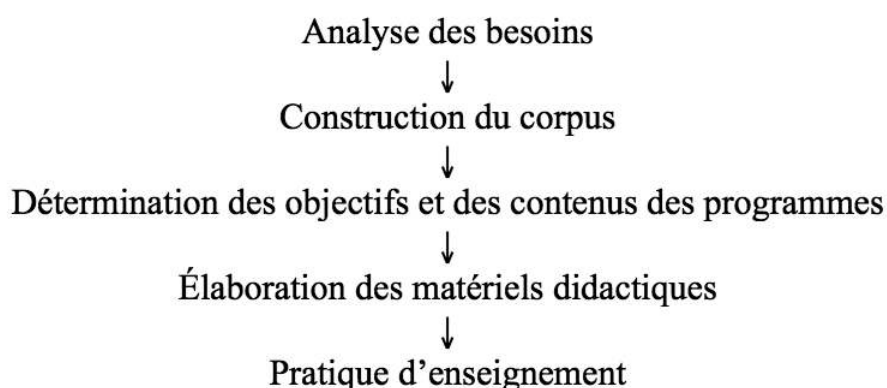 Analyse des besoins
↓
Construction du corpus
↓
Détermination des objectifs et des contenus des programmes
↓
Élaboration des matériels didactiques
↓
Pratique d’enseignement